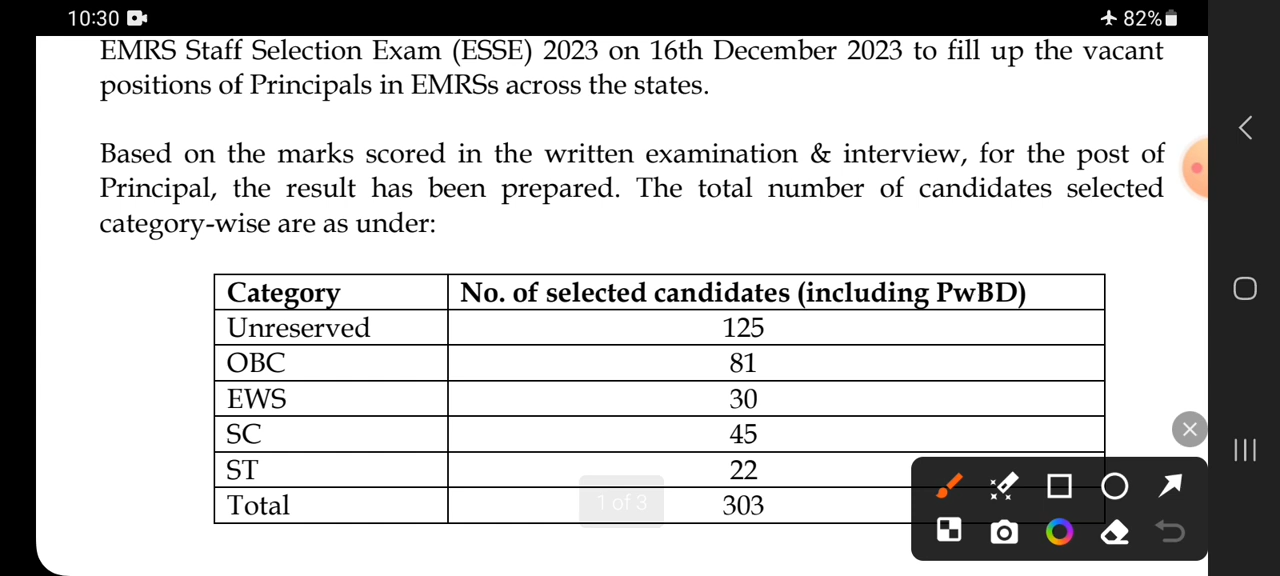 10:30 82%
EMRS Staff Selection Exam (ESSE) 2023 on 16th December 2023 to fill up the vacant
positions of Principals in EMRSs across the states.
Based on the marks scored in the written examination & interview, for the post of
Principal, the result has been prepared. The total number of candidates selected
category-wise are as under:
Category No. of selected candidates (including PwBD)
Unreserved 125
OBC 81
EWS 30
SC 45
ST 22
Total 303
1 of 3